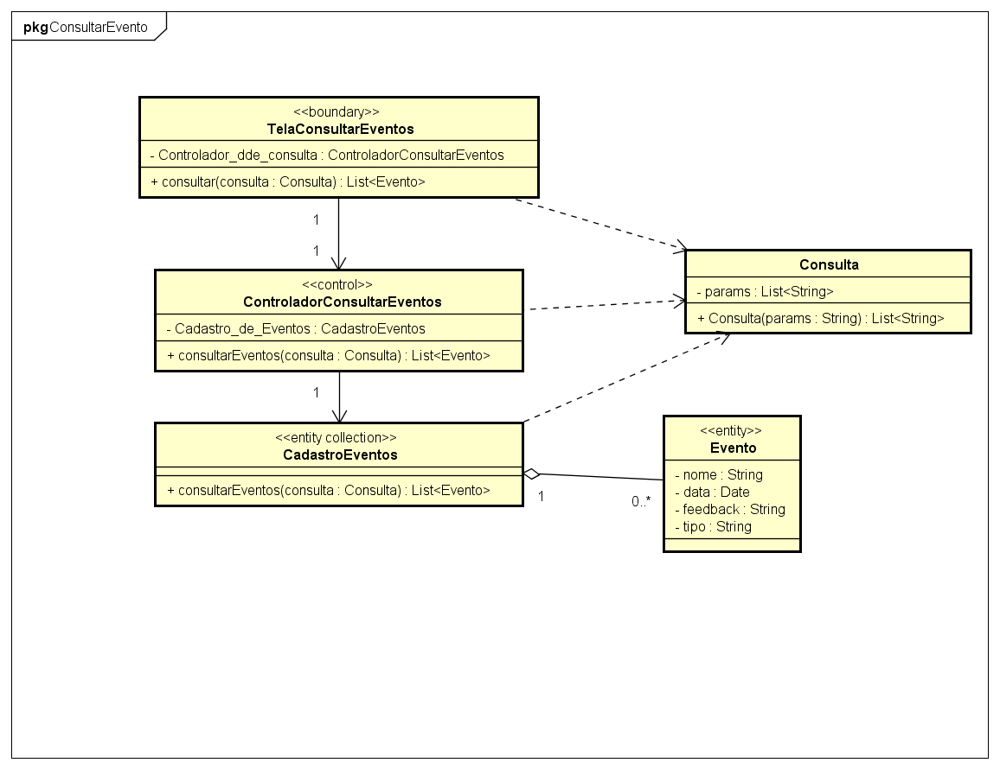 pkg ConsultarEvento
<<boundary>>
TelaConsultarEventos
- Controlador_dde_consulta : ControladorConsultarEventos
+ consultar(consulta : Consulta) : List<Evento>
1
1
<<control>>
ControladorConsultarEventos
- Cadastro_de_Eventos : CadastroEventos
+ consultarEventos(consulta : Consulta) : List<Evento>
Consulta
- params : List<String>
+ Consulta(params : String) : List<String>
1
<<entity collection>>
CadastroEventos
+ consultarEventos(consulta : Consulta) : List<Evento>
1
0..*
<<entity>>
Evento
- nome : String
- data : Date
- feedback : String
- tipo : String